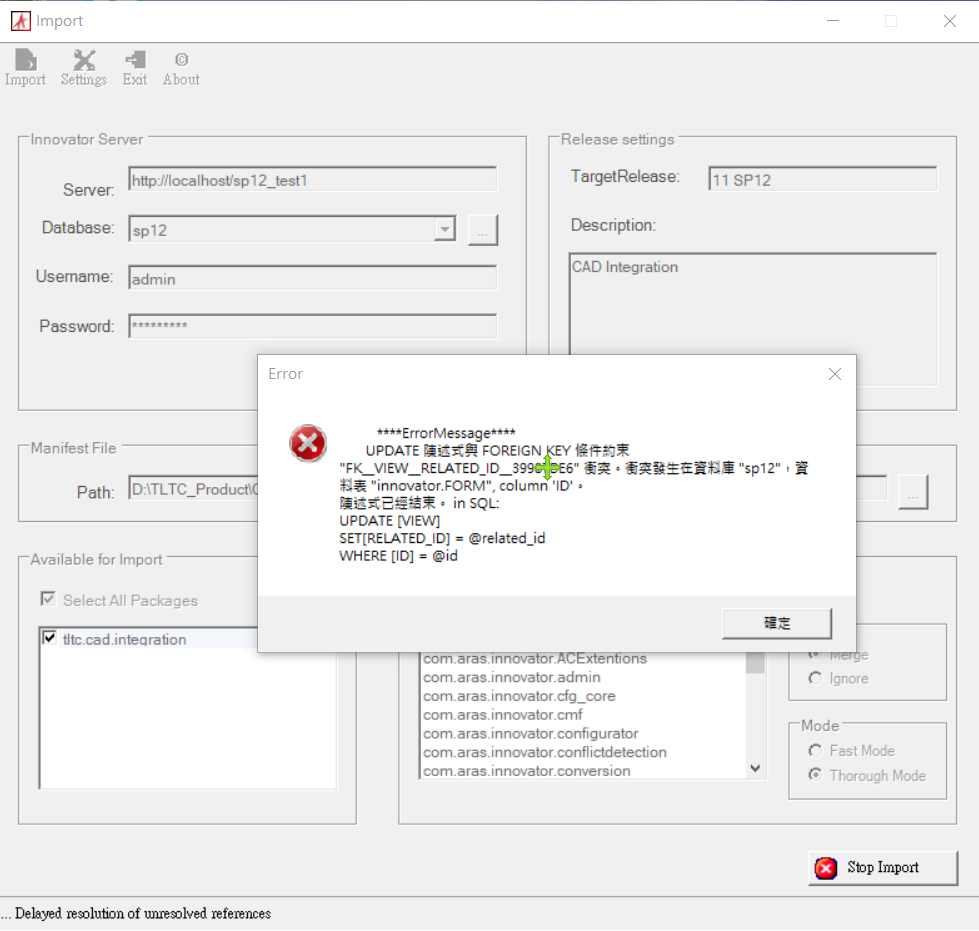 Import
Import
Settings
Exit
About
Innovator Server
Server:
http://localhost/sp12_test1
Database:
sp12
...
Username:
admin
Password:
*********
Release settings
TargetRelease:
11 SP12
Description:
CAD Integration
Manifest File
Path:
D:\TLTC_Product\
...
Error
****ErrorMessage****
UPDATE 陳述式與 FOREIGN KEY 條件約束
"FK__VIEW__RELATED_ID__ 衝突。衝突發生在資料庫 "sp12"，資
料表 "innovator.FORM", column 'ID'。
陳述式已經結束。 in SQL:
UPDATE [VIEW]
SET[RELATED_ID] = @related_id
WHERE [ID] = @id
確定
Available for Import
Select All Packages
tltc.cad.integration
com.aras.innovator.ACExtentions
com.aras.innovator.admin
com.aras.innovator.cfg_core
com.aras.innovator.cmf
com.aras.innovator.configurator
com.aras.innovator.conflictdetection
com.aras.innovator.conversion
Merge
Ignore
Mode
Fast Mode
Thorough Mode
Stop Import
... Delayed resolution of unresolved references